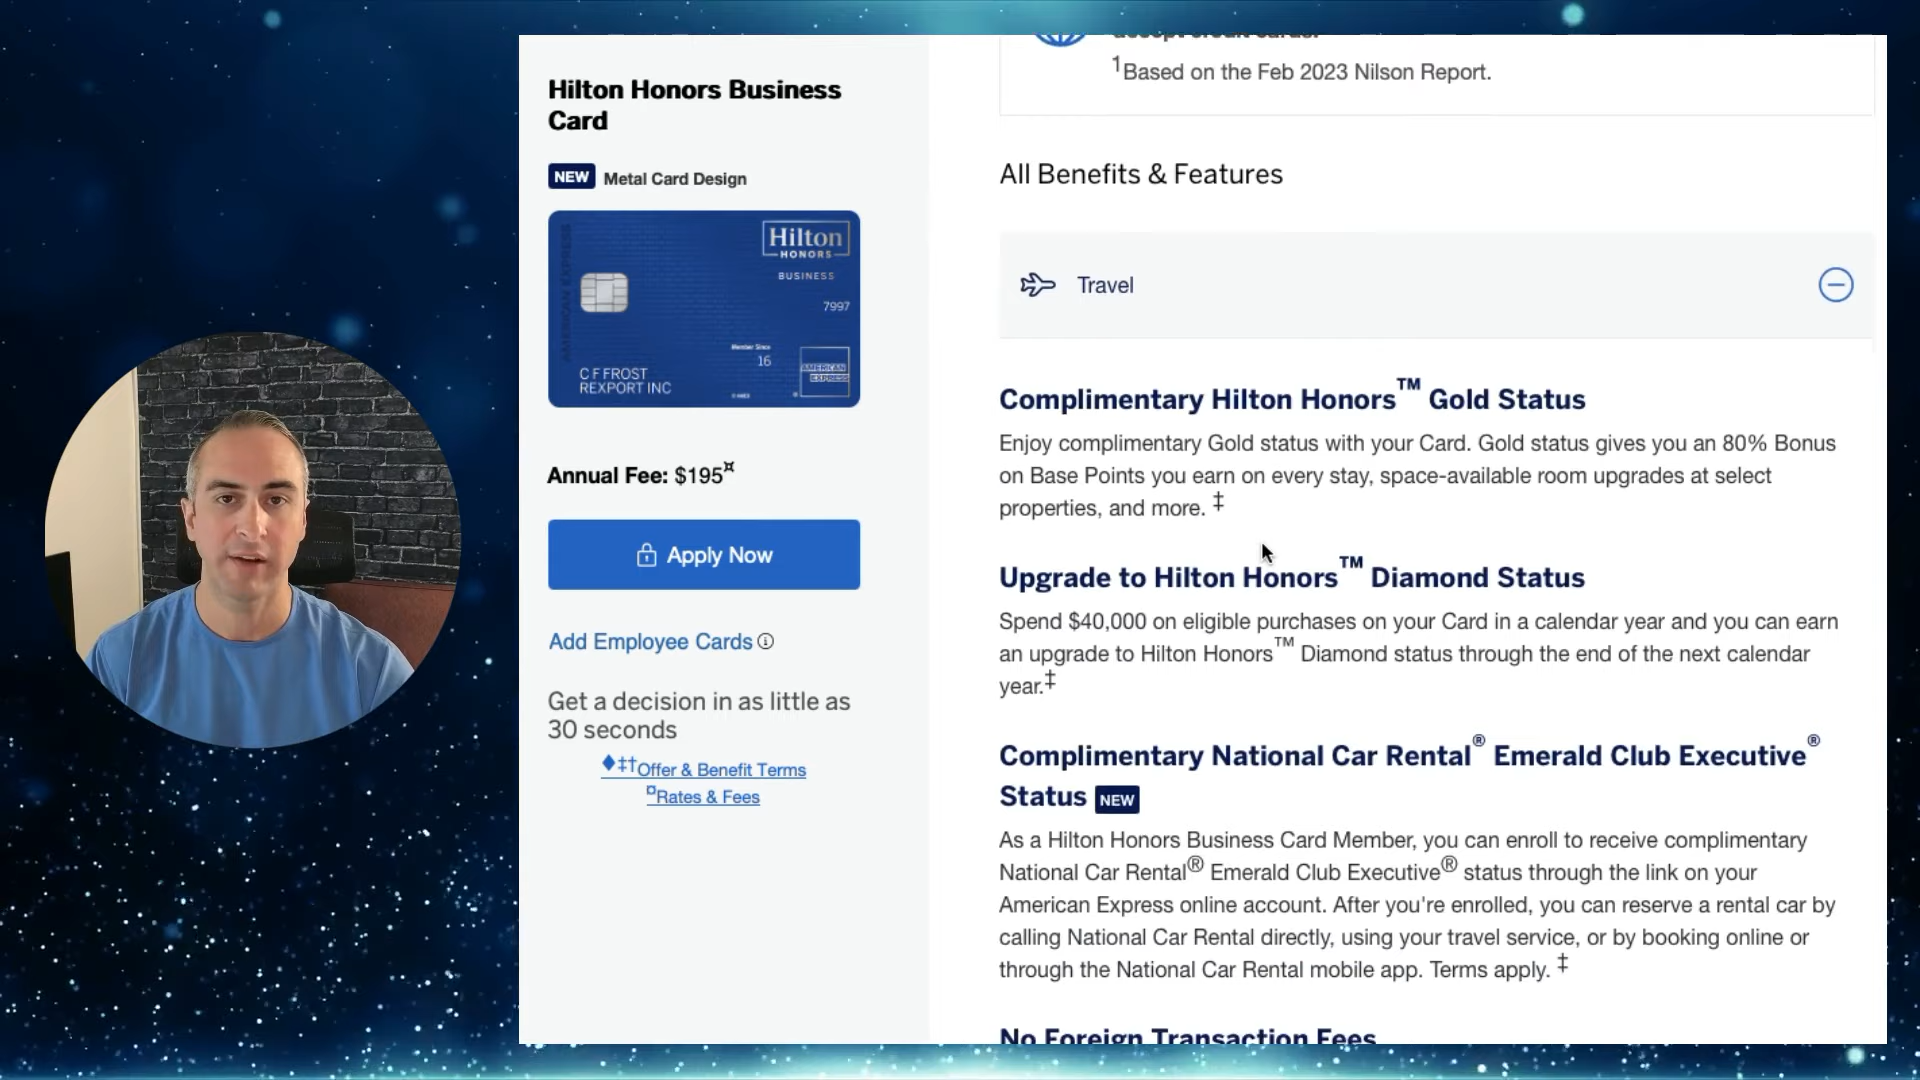 Hilton Honors Business
Card
NEW Metal Card Design
AMERICAN EXPRESS
Hilton
HONORS
BUSINESS
7997
Member Since
16
C F FROST
REXPORT INC
AMERICAN
EXPRESS
Annual Fee: $195¤
Apply Now
Add Employee Cards
Get a decision in as little as
30 seconds
♦‡†Offer & Benefit Terms
¤Rates & Fees
accept credit cards.
1Based on the Feb 2023 Nilson Report.
All Benefits & Features
Travel
Complimentary Hilton Honors™ Gold Status
Enjoy complimentary Gold status with your Card. Gold status gives you an 80% Bonus
on Base Points you earn on every stay, space-available room upgrades at select
properties, and more. ‡
Upgrade to Hilton Honors™ Diamond Status
Spend $40,000 on eligible purchases on your Card in a calendar year and you can earn
an upgrade to Hilton Honors™ Diamond status through the end of the next calendar
year.‡
Complimentary National Car Rental® Emerald Club Executive®
Status NEW
As a Hilton Honors Business Card Member, you can enroll to receive complimentary
National Car Rental® Emerald Club Executive® status through the link on your
American Express online account. After you're enrolled, you can reserve a rental car by
calling National Car Rental directly, using your travel service, or by booking online or
through the National Car Rental mobile app. Terms apply. ‡
No Foreign Transaction Fees